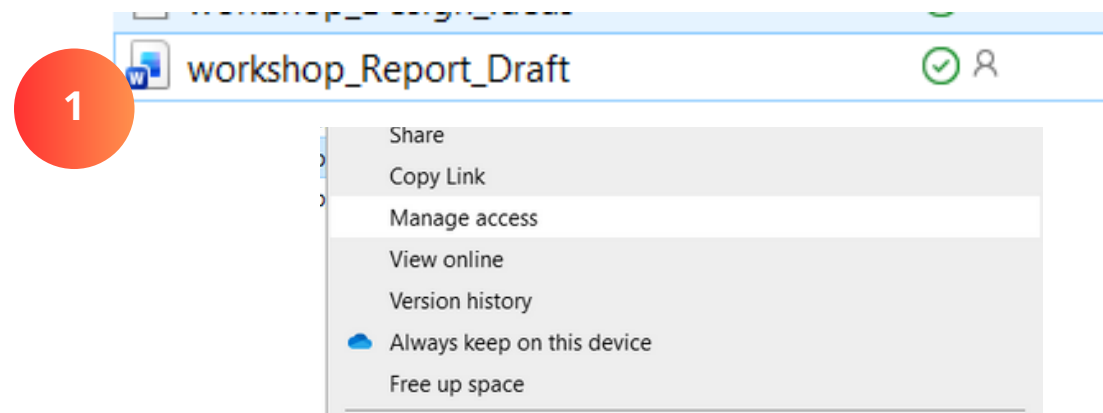 workshop_Report_Draft
1
Share
Copy Link
Manage access
View online
Version history
Always keep on this device
Free up space